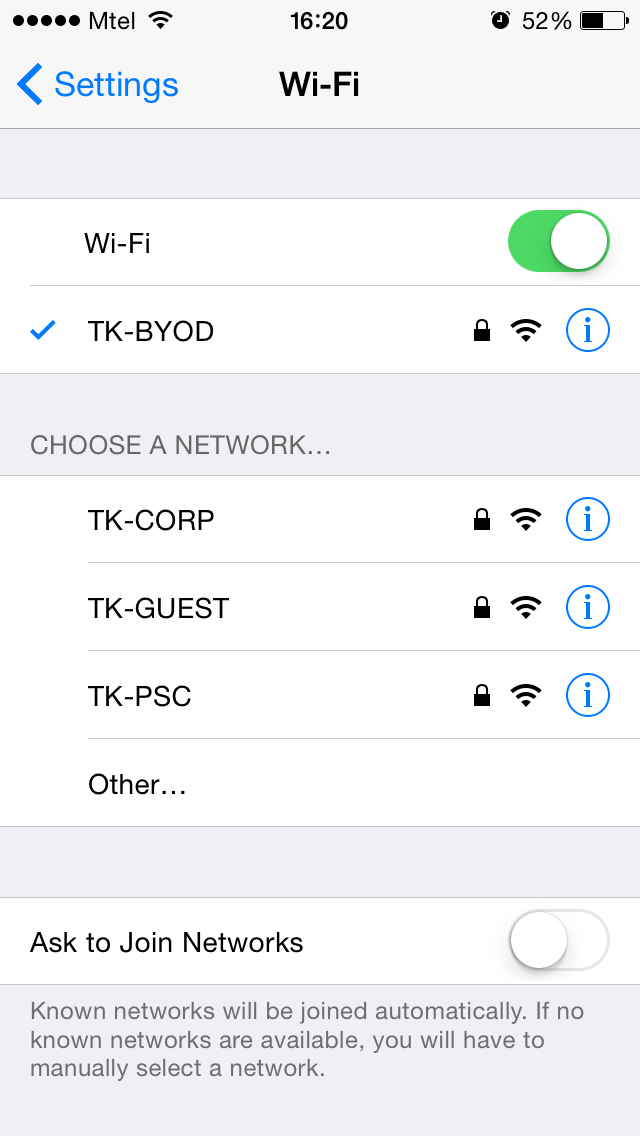 ●●●●● Mtel 16:20 52%
Settings Wi-Fi
Wi-Fi
TK-BYOD
CHOOSE A NETWORK...
TK-CORP
TK-GUEST
TK-PSC
Other...
Ask to Join Networks
Known networks will be joined automatically. If no
known networks are available, you will have to
manually select a network.